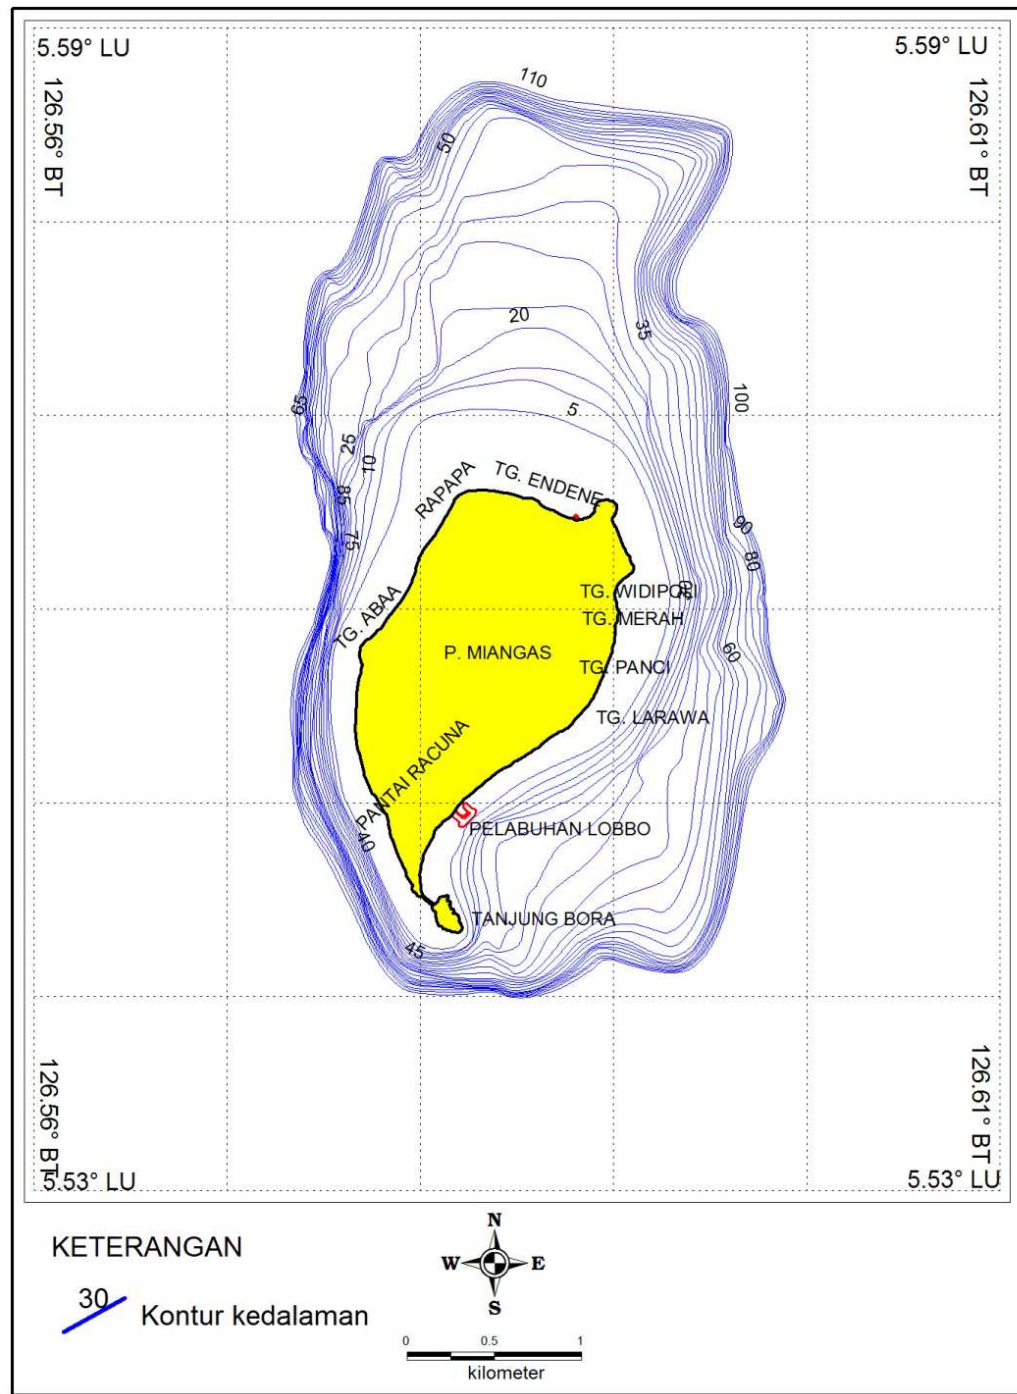 5.59° LU
5.59° LU
126.56° BT
126.61° BT
110
50
20
35
5
65
25
10
100
85
75
90
80
RAPAPA
TG. ENDENE
TG. ABAA
30
TG. MERAH
P. MIANGAS
60
TG. PANCI
TG. LARAWA
PANTAI RACUNA
40
PELABUHAN LOBBO
TANJUNG BORA
45
126.56° BT
126.61° BT
5.53° LU
5.53° LU
KETERANGAN
30
Kontur kedalaman
N
W
E
S
0 0.5 1
kilometer